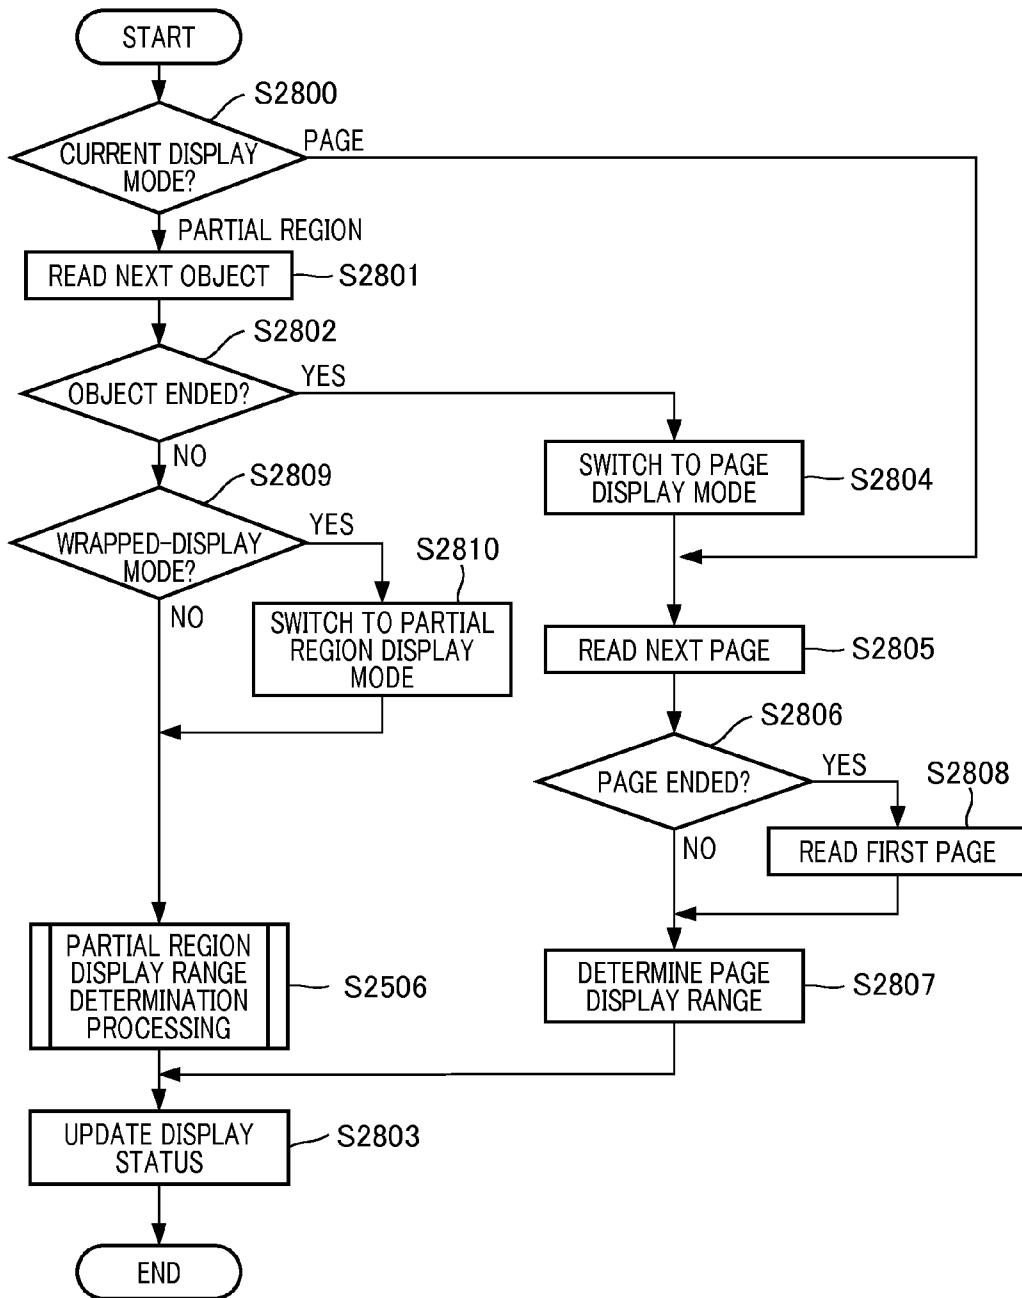 START
S2800
CURRENT DISPLAY
MODE?
PAGE
PARTIAL REGION
READ NEXT OBJECT
S2801
S2802
OBJECT ENDED?
YES
NO
SWITCH TO PAGE
DISPLAY MODE
S2804
S2809
WRAPPED-DISPLAY
MODE?
YES
NO
S2810
SWITCH TO PARTIAL
REGION DISPLAY
MODE
READ NEXT PAGE
S2805
S2806
PAGE ENDED?
YES
NO
S2808
READ FIRST PAGE
PARTIAL REGION
DISPLAY RANGE
DETERMINATION
PROCESSING
S2506
DETERMINE PAGE
DISPLAY RANGE
S2807
UPDATE DISPLAY
STATUS
S2803
END